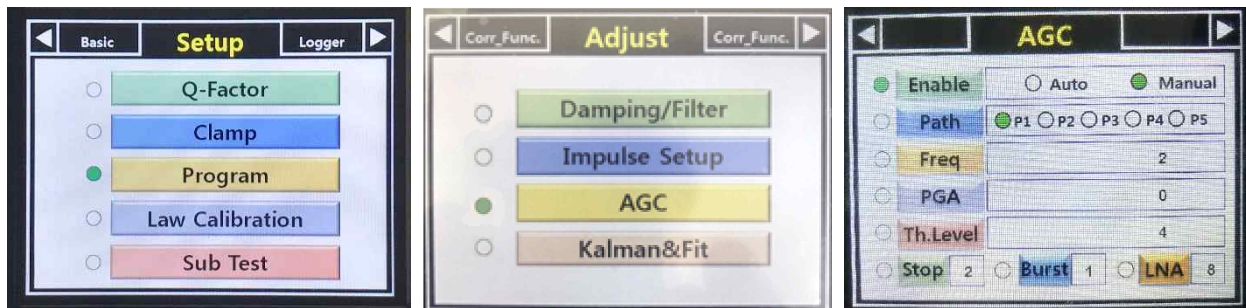 Basic Setup Logger
Q-Factor
Clamp
Program
Law Calibration
Sub Test
Corr_Func. Adjust Corr_Func.
Damping/Filter
Impulse Setup
AGC
Kalman&Fit
AGC
Enable Auto Manual
Path P1 P2 P3 P4 P5
Freq 2
PGA 0
Th.Level 4
Stop 2 Burst 1 LNA 8